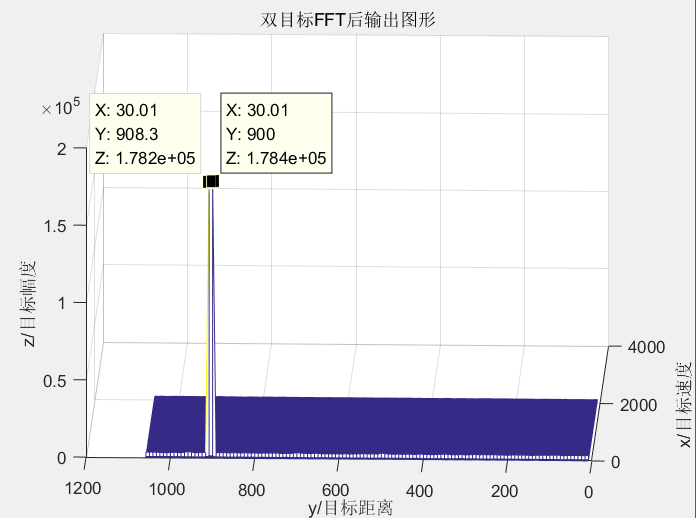 双目标FFT后输出图形
×10^5
X: 30.01
Y: 908.3
Z: 1.782e+05
X: 30.01
Y: 900
Z: 1.784e+05
2
1.5
1
0.5
0
z/目标幅度
4000
2000
0
x/目标速度
1200
1000
800
600
400
200
0
y/目标距离